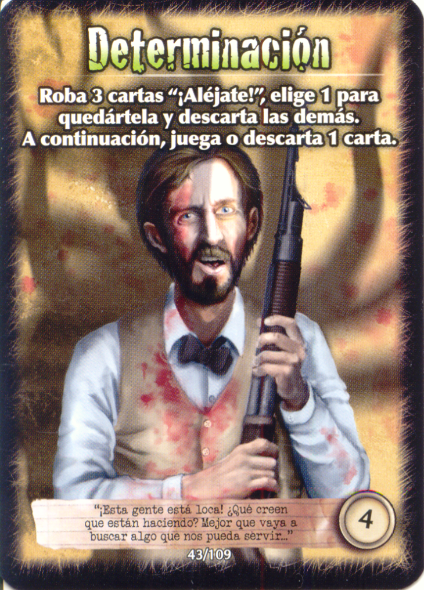 Determinación
Roba 3 cartas “¡Aléjate!”, elige 1 para
quedártela y descarta las demás.
A continuación, juega o descarta 1 carta.
"¡Esta gente está loca! ¿Qué creen
que están haciendo? Mejor que vaya a
buscar algo que nos pueda servir..."
4
43/109